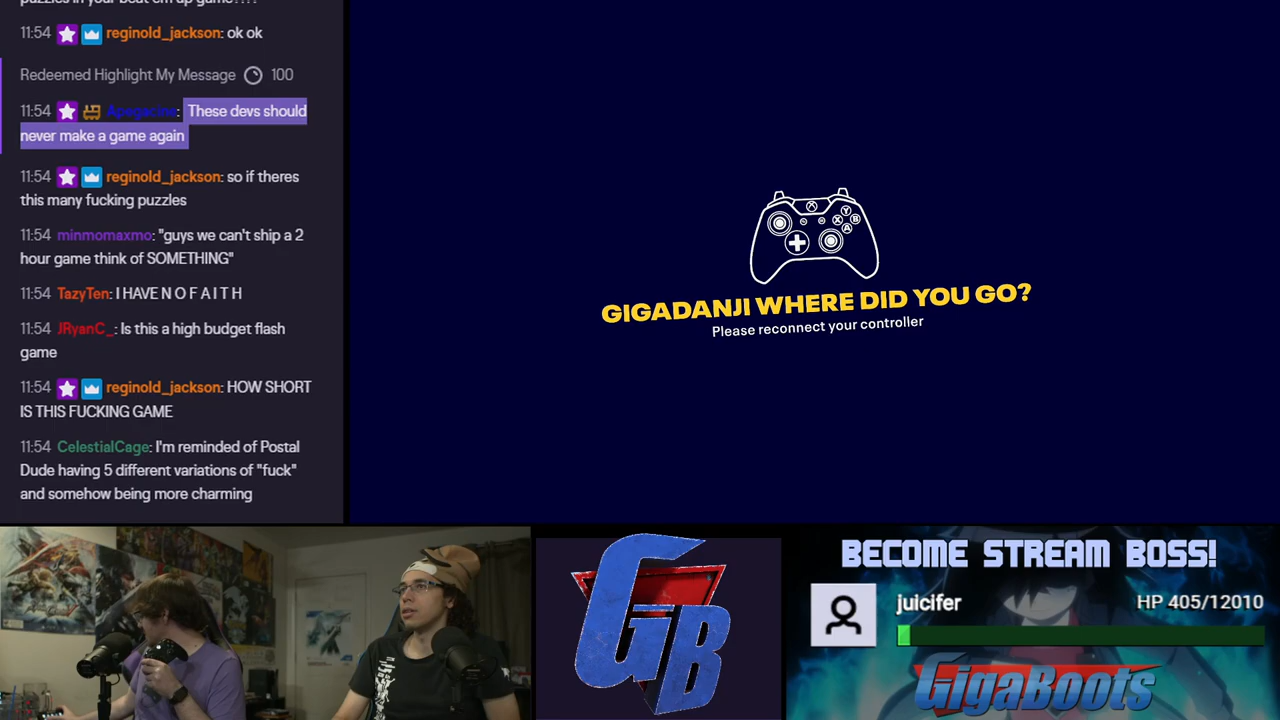 11:54 reginold_jackson: ok ok
Redeemed Highlight My Message 100
11:54 Apegacine: These devs should
never make a game again
11:54 reginold_jackson: so if theres
this many fucking puzzles
11:54 minmomaxmo: "guys we can't ship a 2
hour game think of SOMETHING"
11:54 TazyTen: I HAVE N O F A I T H
11:54 JRyanC_: Is this a high budget flash
game
11:54 reginold_jackson: HOW SHORT
IS THIS FUCKING GAME
11:54 CelestialCage: I'm reminded of Postal
Dude having 5 different variations of "fuck"
and somehow being more charming
Y
X B
A
GIGADANJI WHERE DID YOU GO?
Please reconnect your controller
GB
BECOME STREAM BOSS!
juicifer HP 405/12010
GIGABOOTS